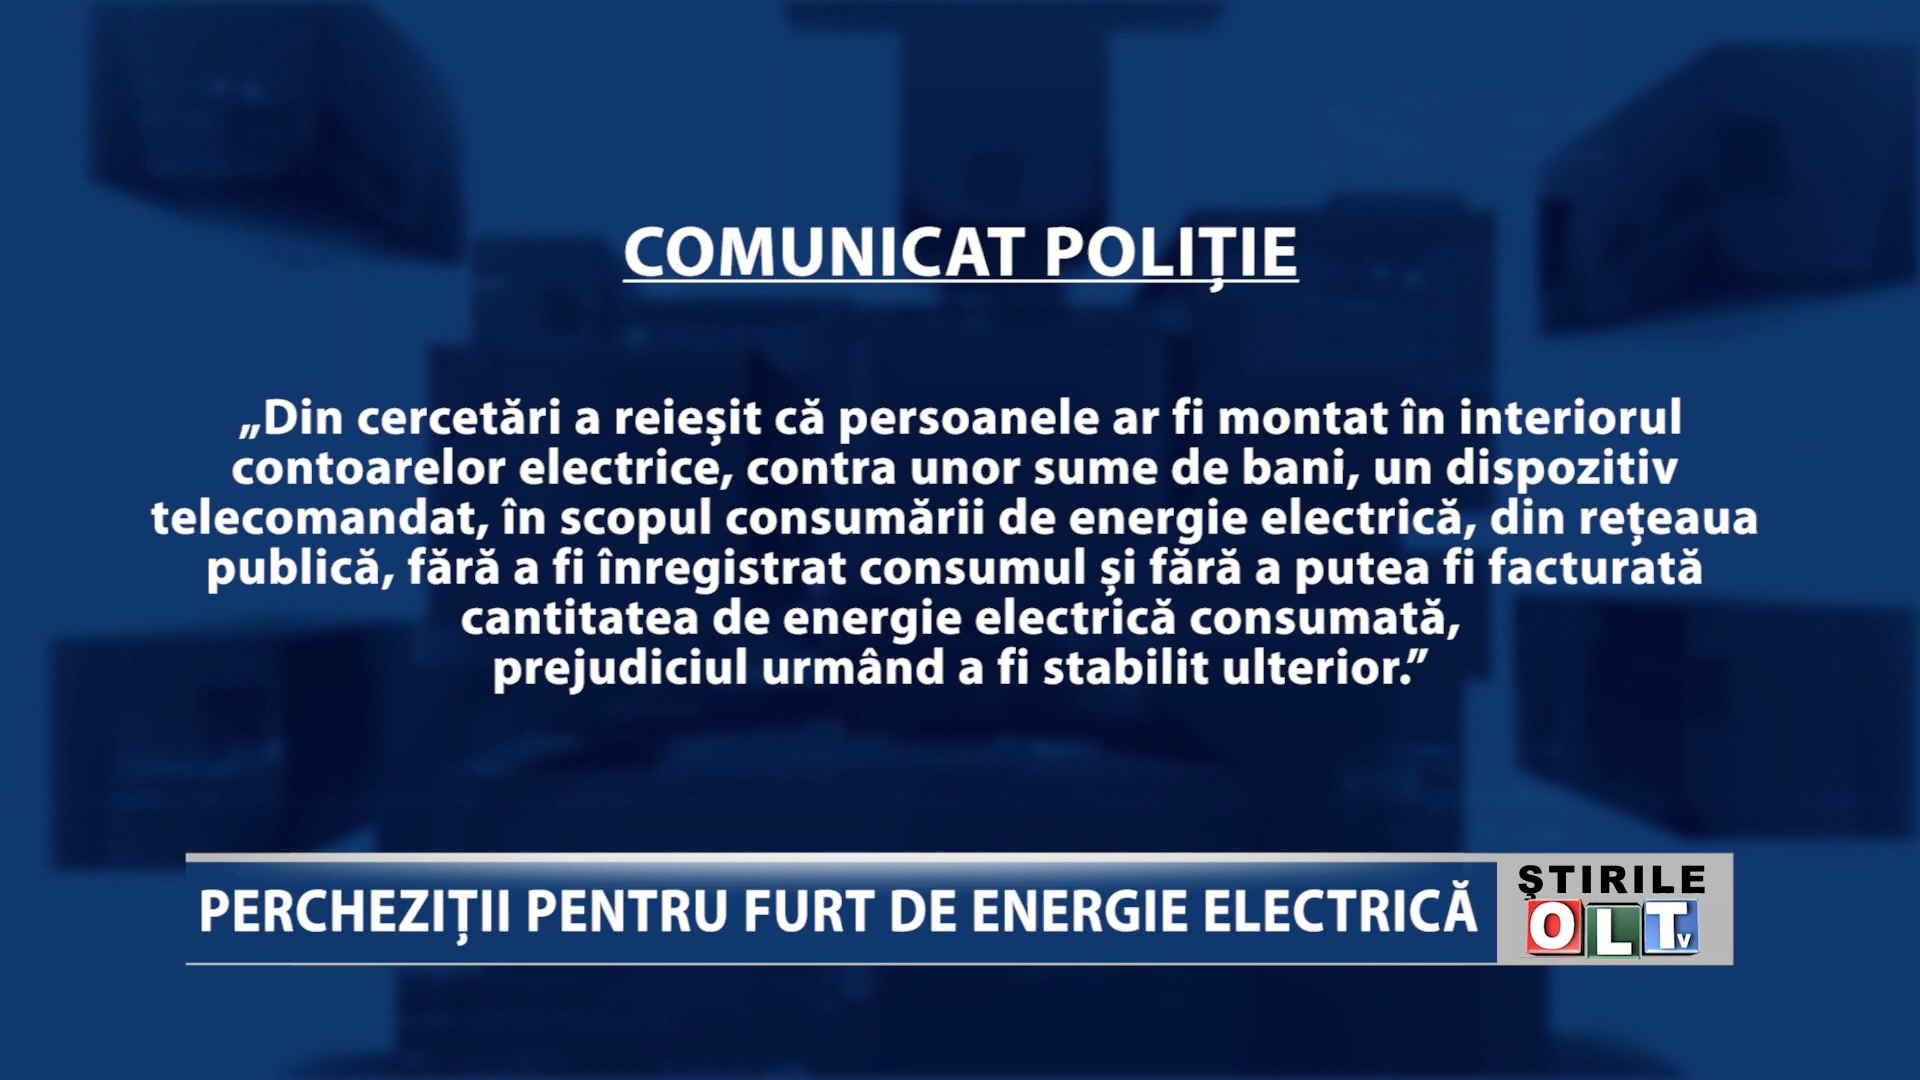 COMUNICAT POLIȚIE
„Din cercetări a reieșit că persoanele ar fi montat în interiorul
contoarelor electrice, contra unor sume de bani, un dispozitiv
telecomandat, în scopul consumării de energie electrică, din rețeaua
publică, fără a fi înregistrat consumul și fără a putea fi facturată
cantitatea de energie electrică consumată,
prejudiciul urmând a fi stabilit ulterior.”
PERCHEZIȚII PENTRU FURT DE ENERGIE ELECTRICĂ
ŞTIRILE
OLTv